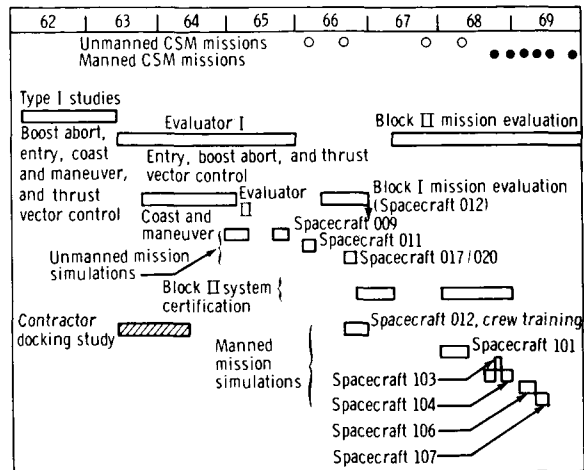 62 63 64 65 66 67 68 69
Unmanned CSM missions
Manned CSM missions
Type I studies
Boost abort,
entry, coast
and maneuver,
and thrust
vector control
Evaluator I
Entry, boost abort, and thrust
vector control
Block II mission evaluation
Evaluator
II
Coast and
maneuver
Block I mission evaluation
(Spacecraft 012)
Unmanned mission
simulations
Spacecraft 009
Spacecraft 011
Spacecraft 017/020
Block II system
certification
Contractor
docking study
Manned
mission
simulations
Spacecraft 012, crew training
Spacecraft 101
Spacecraft 103
Spacecraft 104
Spacecraft 106
Spacecraft 107